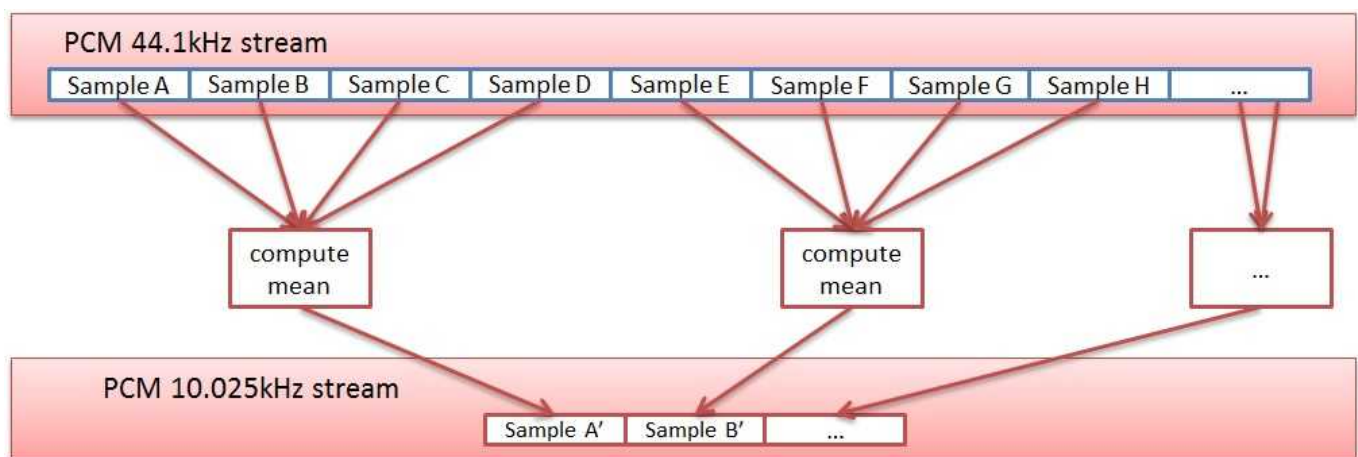 PCM 44.1kHz stream
Sample A Sample B Sample C Sample D Sample E Sample F Sample G Sample H ...
compute
mean
compute
mean
...
PCM 10.025kHz stream
Sample A’ Sample B’ ...